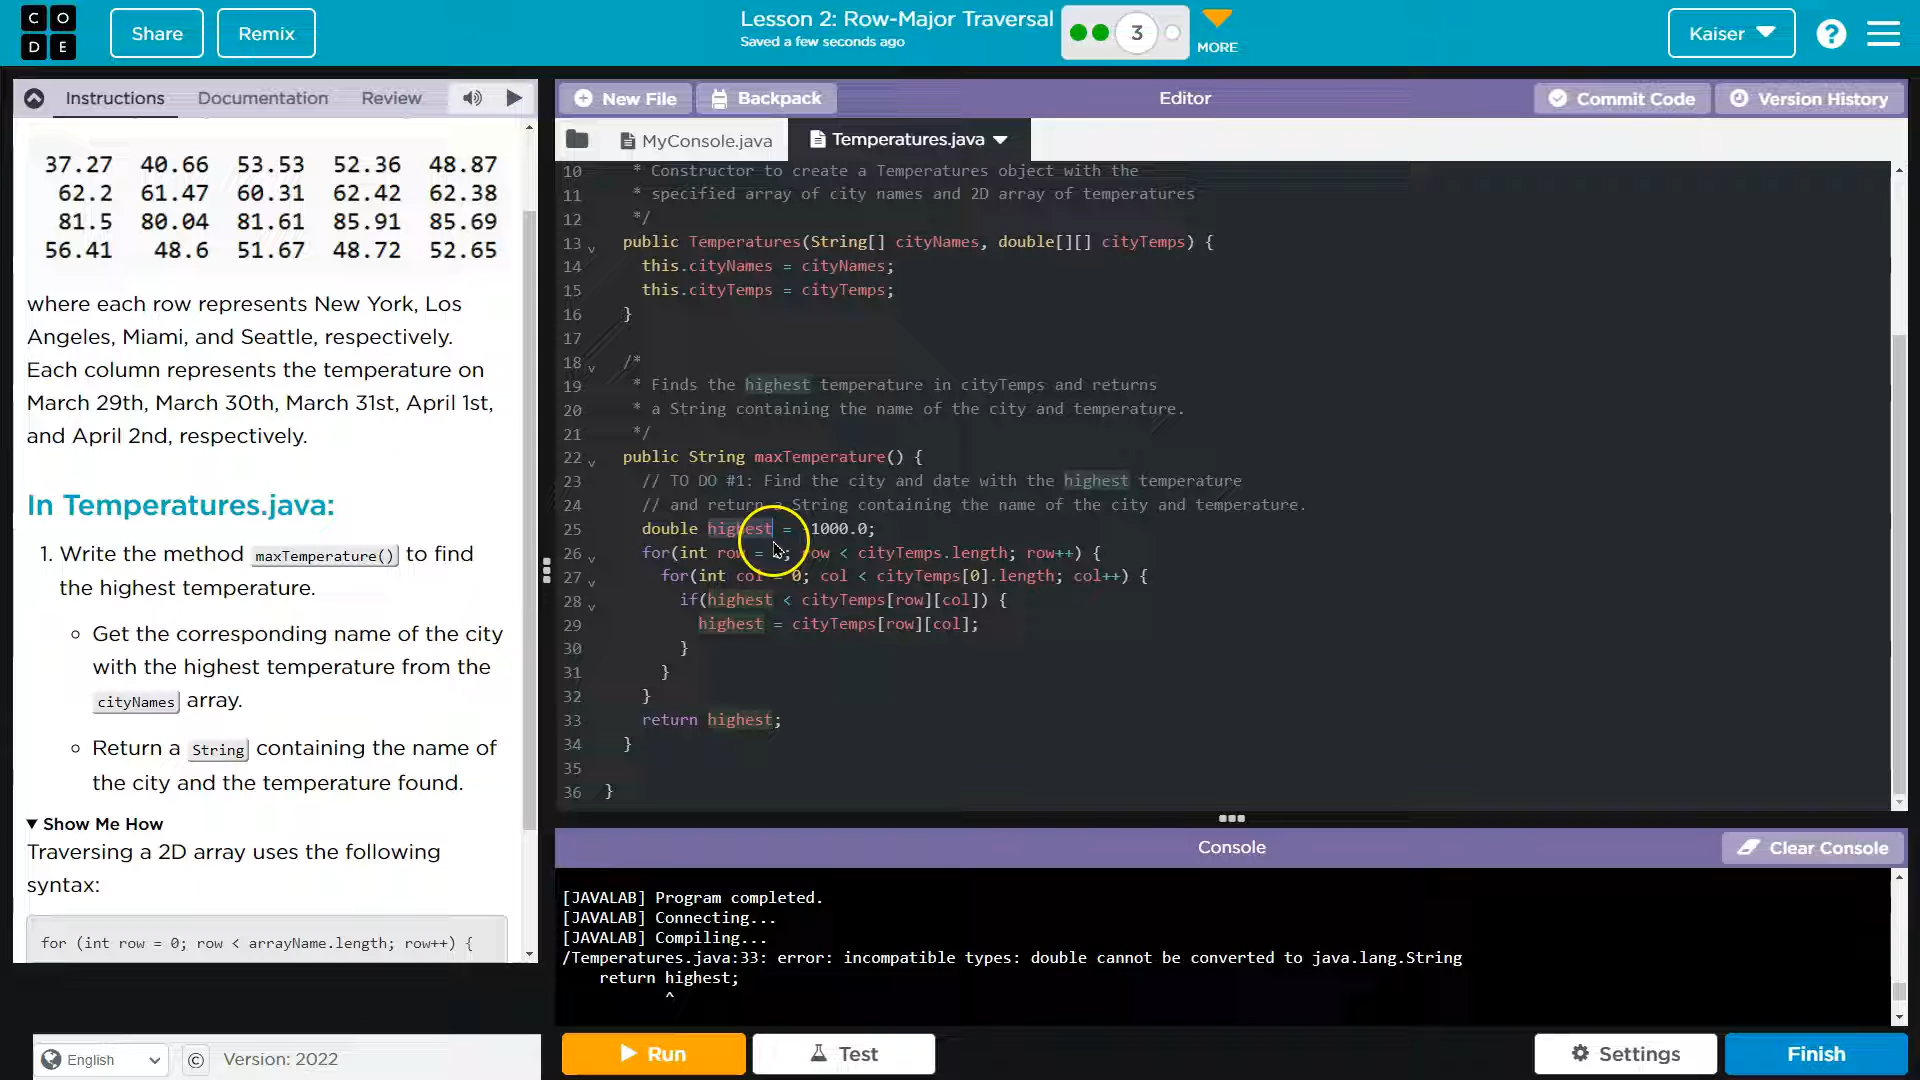 CO
DE
Share
Remix
Lesson 2: Row-Major Traversal
Saved a few seconds ago
3
MORE
Kaiser
?
Instructions
Documentation
Review
37.27 40.66 53.53 52.36 48.87
62.2 61.47 60.31 62.42 62.38
81.5 80.04 81.61 85.91 85.69
56.41 48.6 51.67 48.72 52.65
where each row represents New York, Los
Angeles, Miami, and Seattle, respectively.
Each column represents the temperature on
March 29th, March 30th, March 31st, April 1st,
and April 2nd, respectively.
In Temperatures.java:
1. Write the method maxTemperature() to find
the highest temperature.
Get the corresponding name of the city
with the highest temperature from the
cityNames array.
Return a String containing the name of
the city and the temperature found.
Show Me How
Traversing a 2D array uses the following
syntax:
for (int row = 0; row < arrayName.length; row++) {
English
© Version: 2022
New File
Backpack
Editor
Commit Code
Version History
MyConsole.java
Temperatures.java
10 * Constructor to create a Temperatures object with the
11 * specified array of city names and 2D array of temperatures
12 */
13 public Temperatures(String[] cityNames, double[][] cityTemps) {
14 this.cityNames = cityNames;
15 this.cityTemps = cityTemps;
16 }
17
18 /*
19 * Finds the highest temperature in cityTemps and returns
20 * a String containing the name of the city and temperature.
21 */
22 public String maxTemperature() {
23 // TO DO #1: Find the city and date with the highest temperature
24 // and return a String containing the name of the city and temperature.
25 double highest = -1000.0;
26 for(int row = 0; row < cityTemps.length; row++) {
27 for(int col = 0; col < cityTemps[0].length; col++) {
28 if(highest < cityTemps[row][col]) {
29 highest = cityTemps[row][col];
30 }
31 }
32 }
33 return highest;
34 }
35
36 }
Console
Clear Console
[JAVALAB] Program completed.
[JAVALAB] Connecting...
[JAVALAB] Compiling...
/Temperatures.java:33: error: incompatible types: double cannot be converted to java.lang.String
return highest;
^
Run
Test
Settings
Finish